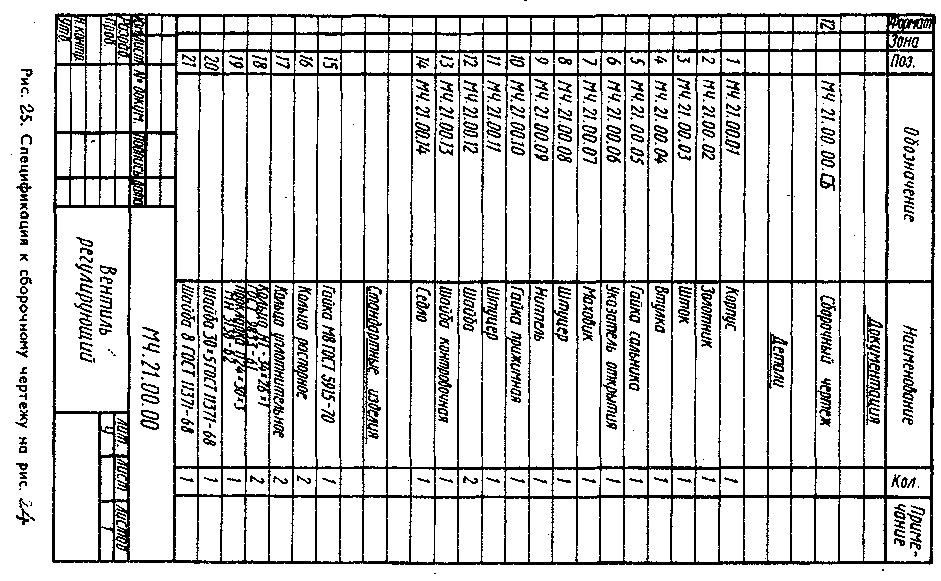 Формат Зона Поз. Обозначение Наименование Кол. Приме-
чание
Документация
12 МЧ.21.00.00.СБ Сборочный чертеж
Детали
1 МЧ.21.00.01 Корпус 1
2 МЧ.21.00.02 Золотник 1
3 МЧ.21.00.03 Шток 1
4 МЧ.21.00.04 Втулка 1
5 МЧ.21.00.05 Гайка сальника 1
6 МЧ.21.00.06 Указатель открытия 1
7 МЧ.21.00.07 Маховик 1
8 МЧ.21.00.08 Штуцер 1
9 МЧ.21.00.09 Ниппель 1
10 МЧ.21.00.10 Гайка прижимная 1
11 МЧ.21.00.11 Штуцер 1
12 МЧ.21.00.12 Шайба 2
13 МЧ.21.00.13 Шайба контровочная 1
14 МЧ.21.00.14 Седло 1
Стандартные изделия
15 Гайка М8 ГОСТ 5915-70 1
16 Кольцо распорное 2
17 Кольцо уплотнительное 2
18 Кольцо 2
19 1
20 Шайба 30×5 ГОСТ 11371-68 1
21 Шайба 8 ГОСТ 11371-68 1
МЧ.21.00.00
Лист № докум. Подпись Дата
Разраб.
Пров.
Н.контр.
Утв.
Вентиль
регулирующий
Лит. Лист Листов
У 1
Рис. 25. Спецификация к сборочному чертежу на рис. 24